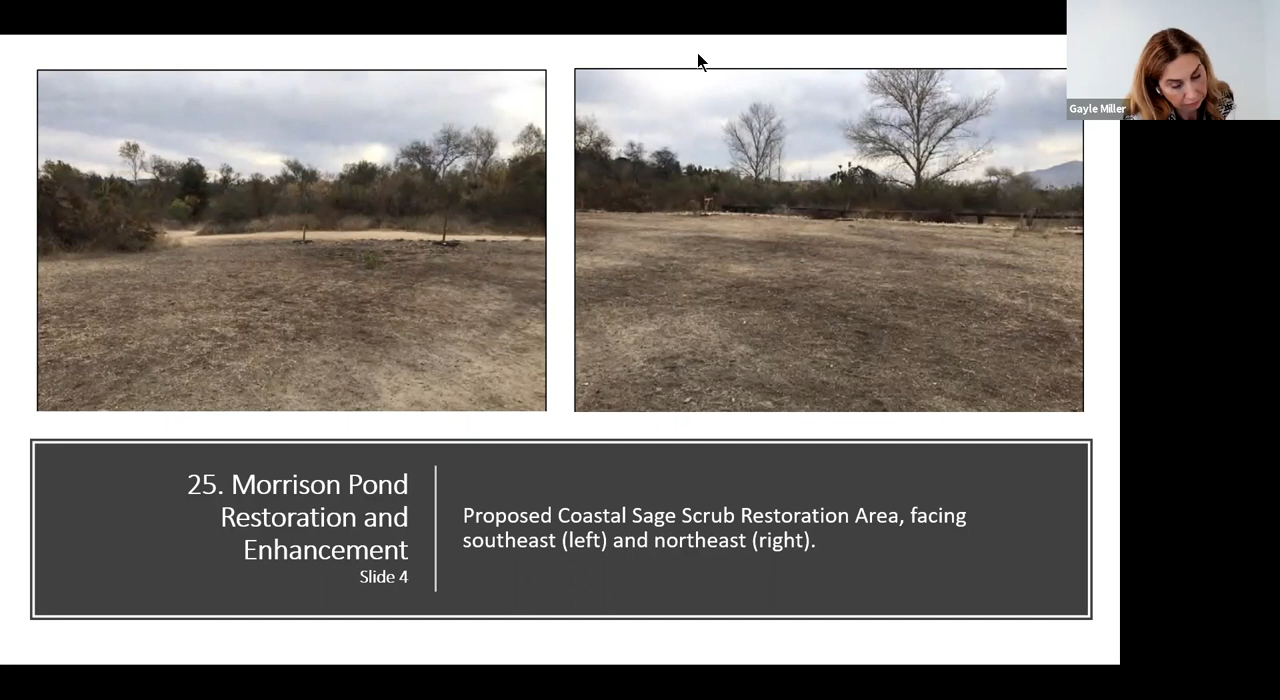 Gayle Miller
25. Morrison Pond
Restoration and
Enhancement
Slide 4
Proposed Coastal Sage Scrub Restoration Area, facing
southeast (left) and northeast (right).